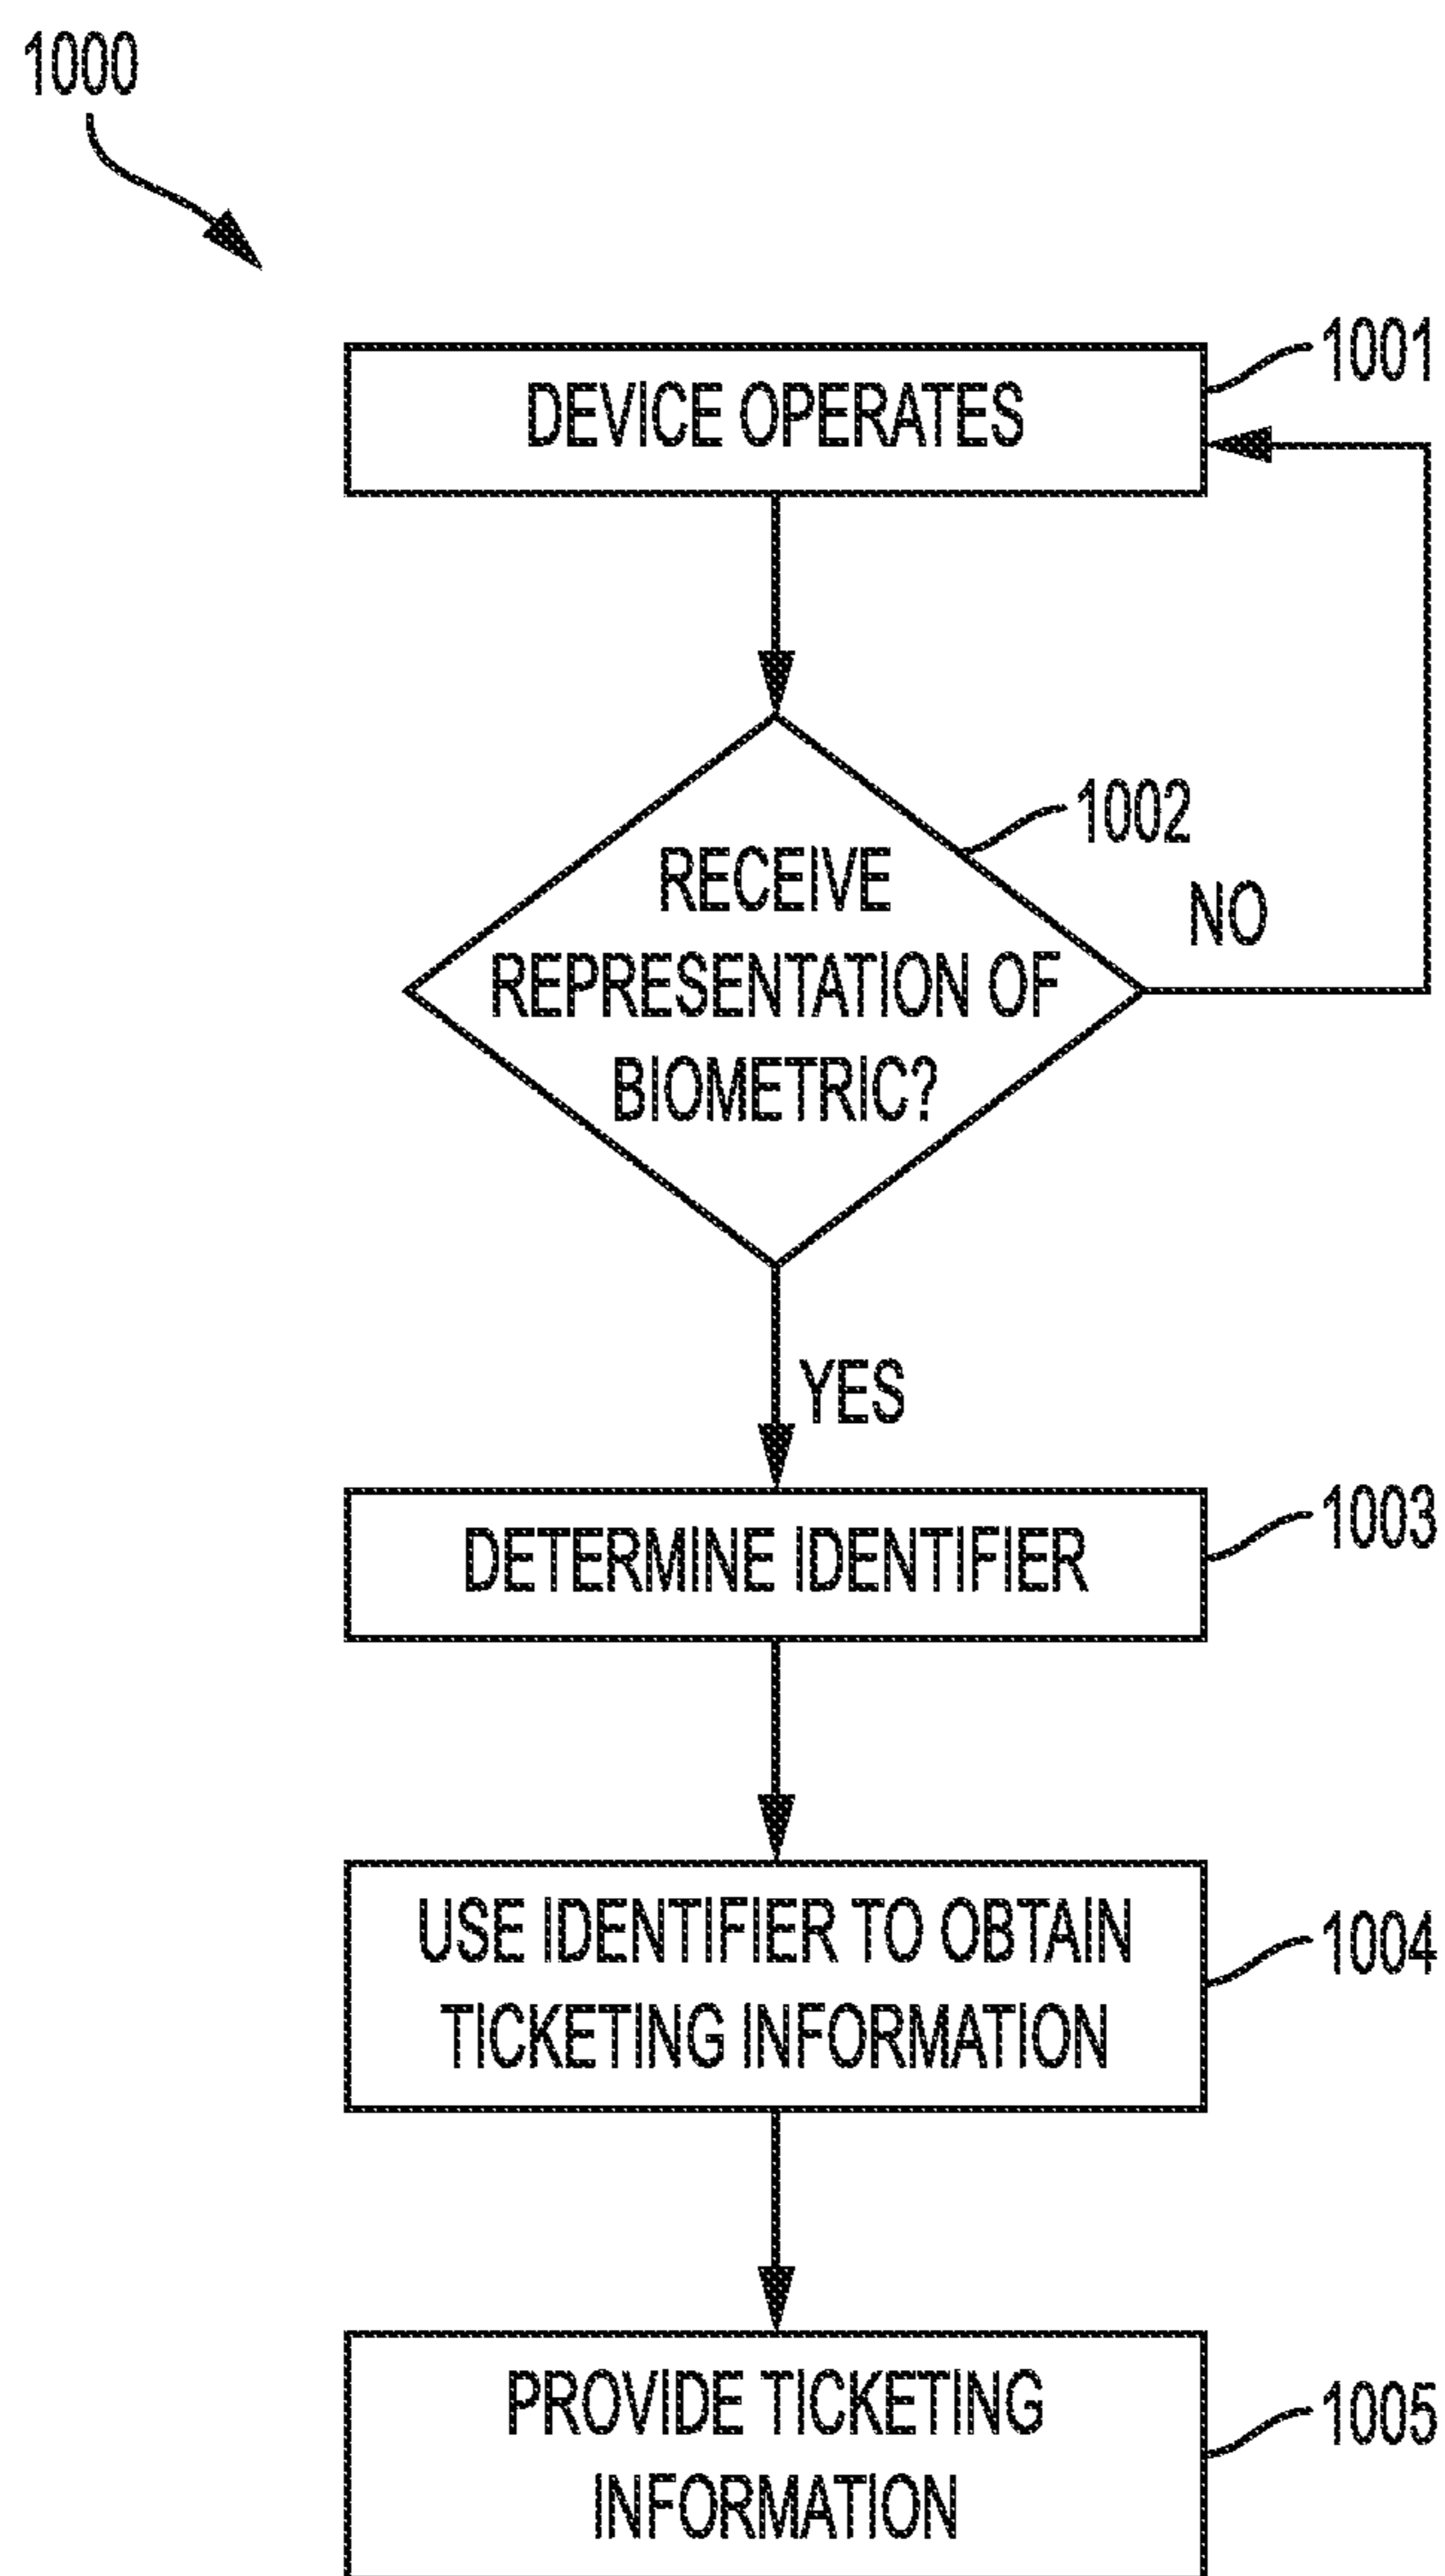 1000
1001
DEVICE OPERATES
1002
RECEIVE
REPRESENTATION OF
BIOMETRIC?
NO
YES
1003
DETERMINE IDENTIFIER
1004
USE IDENTIFIER TO OBTAIN
TICKETING INFORMATION
1005
PROVIDE TICKETING
INFORMATION